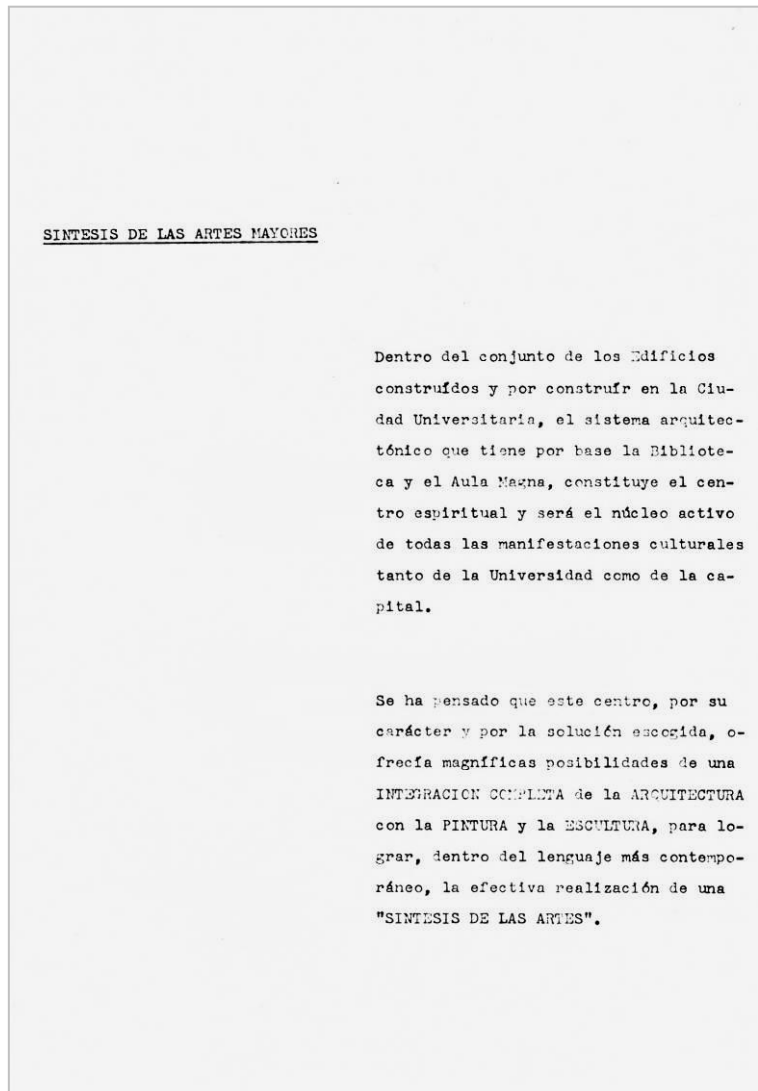 SINTESIS DE LAS ARTES MAYORES
Dentro del conjunto de los Edificios
construídos y por construír en la Ciu-
dad Universitaria, el sistema arquitec-
tónico que tiene por base la Bibliote-
ca y el Aula Magna, constituye el cen-
tro espiritual y será el núcleo activo
de todas las manifestaciones culturales
tanto de la Universidad como de la ca-
pital.
Se ha pensado que este centro, por su
carácter y por la solución escogida, o-
frecía magníficas posibilidades de una
INTEGRACION COMPLETA de la ARQUITECTURA
con la PINTURA y la ESCULTURA, para lo-
grar, dentro del lenguaje más contempo-
ráneo, la efectiva realización de una
"SINTESIS DE LAS ARTES".